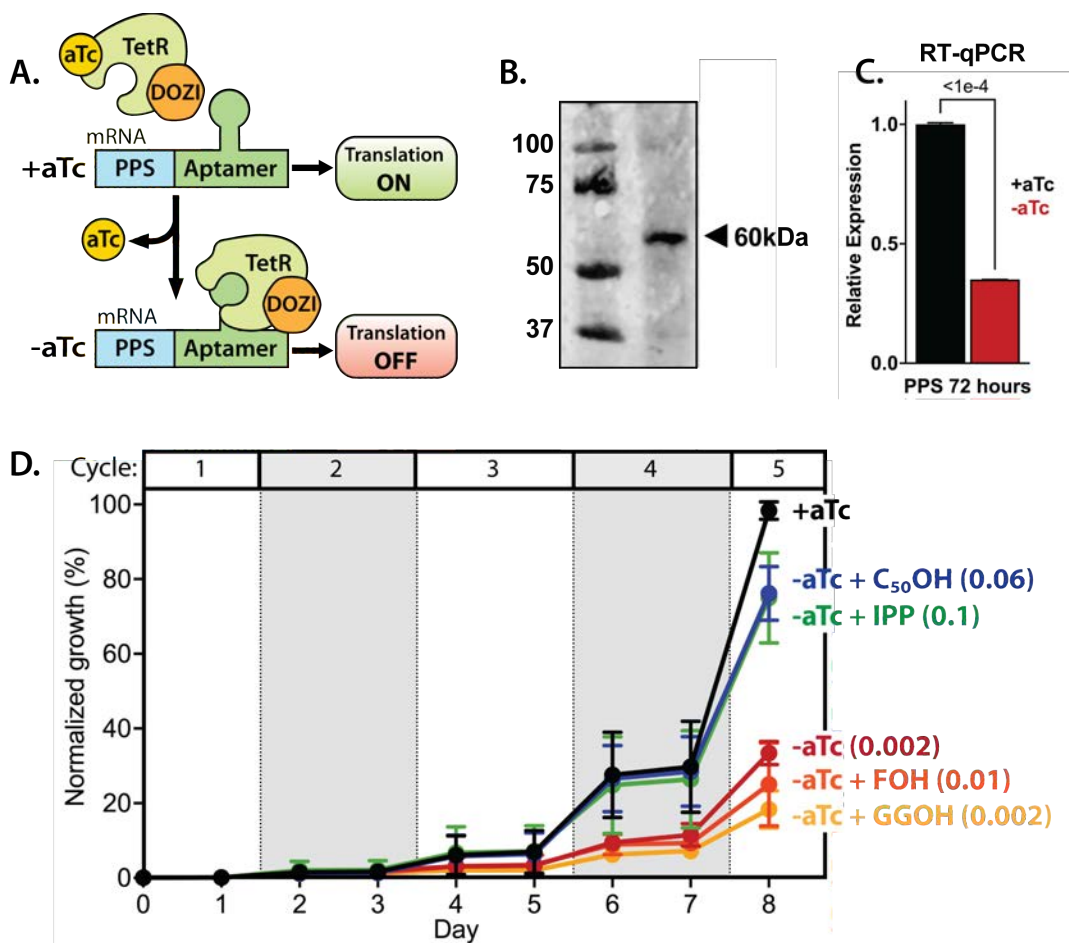 A.
aTc
TetR
DOZI
mRNA
+aTc
PPS
Aptamer
Translation
ON
aTc
TetR
DOZI
mRNA
-aTc
PPS
Aptamer
Translation
OFF
B.
100
75
50
37
60kDa
C.
RT-qPCR
<1e-4
Relative Expression
1.0
0.5
0.0
+aTc
-aTc
PPS 72 hours
D.
Cycle:
1
2
3
4
5
Normalized growth (%)
100
80
60
40
20
0
0 1 2 3 4 5 6 7 8
Day
+aTc
-aTc + C₅₀OH (0.06)
-aTc + IPP (0.1)
-aTc (0.002)
-aTc + FOH (0.01)
-aTc + GGOH (0.002)